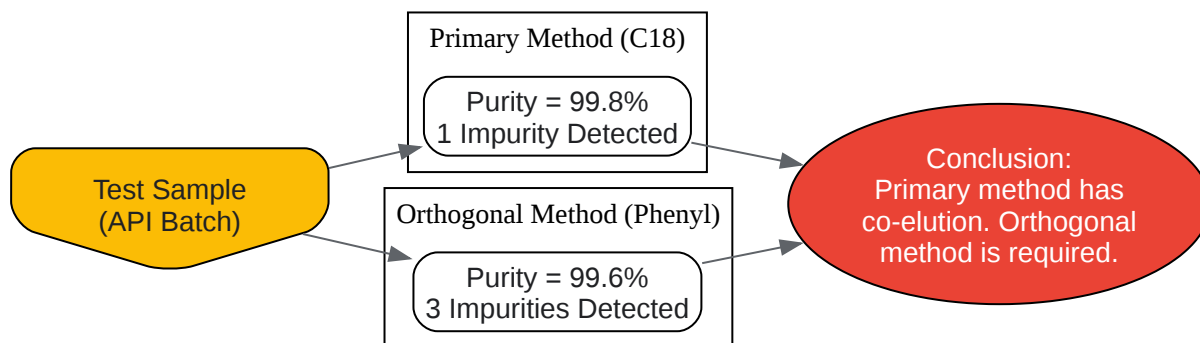 Test Sample
(API Batch)
Primary Method (C18)
Purity = 99.8%
1 Impurity Detected
Orthogonal Method (Phenyl)
Purity = 99.6%
3 Impurities Detected
Conclusion:
Primary method has
co-elution. Orthogonal
method is required.